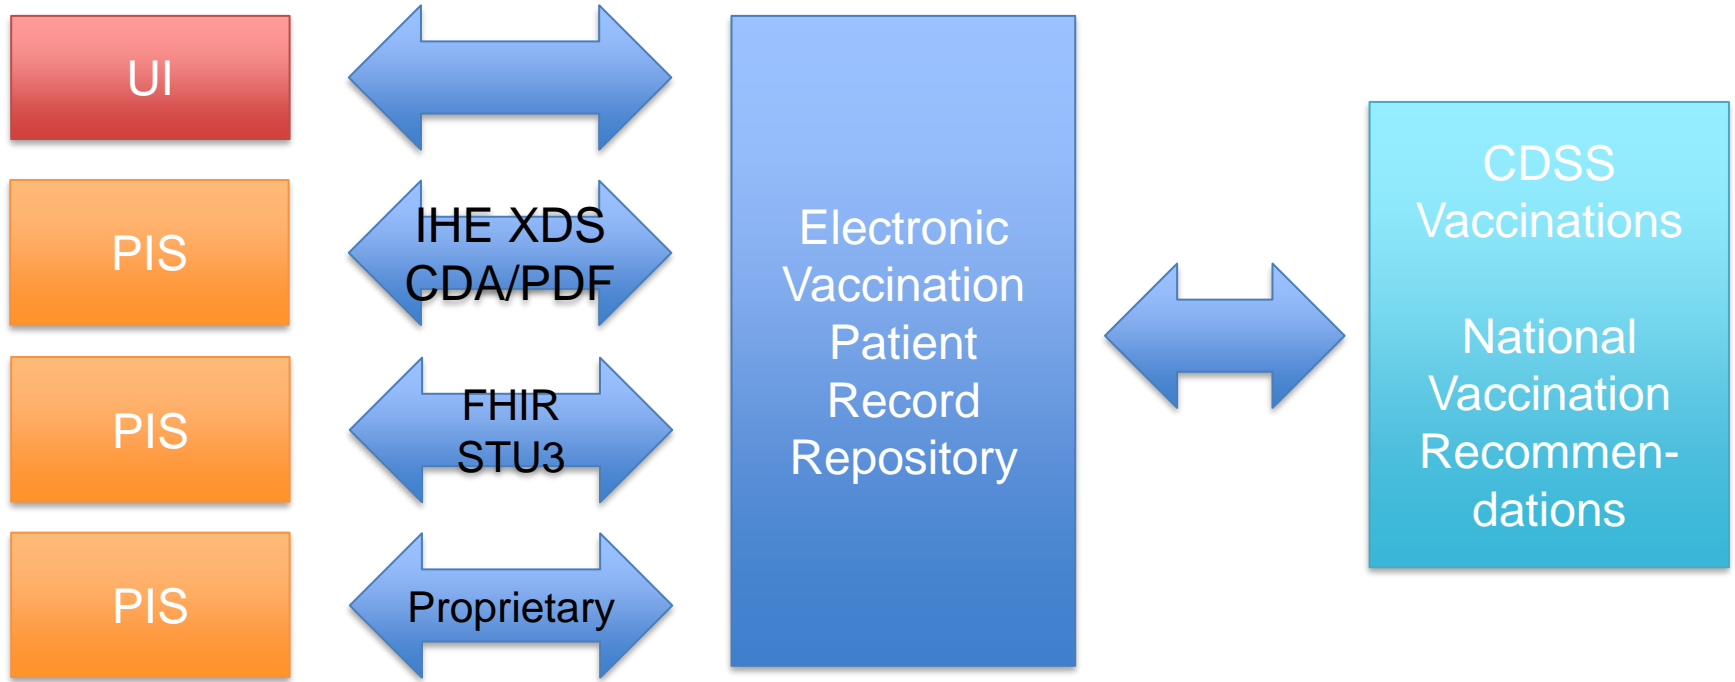 UI
PIS
IHE XDS
CDA/PDF
PIS
FHIR
STU3
PIS
Proprietary
Electronic
Vaccination
Patient
Record
Repository
CDSS
Vaccinations
National
Vaccination
Recommen-
dations